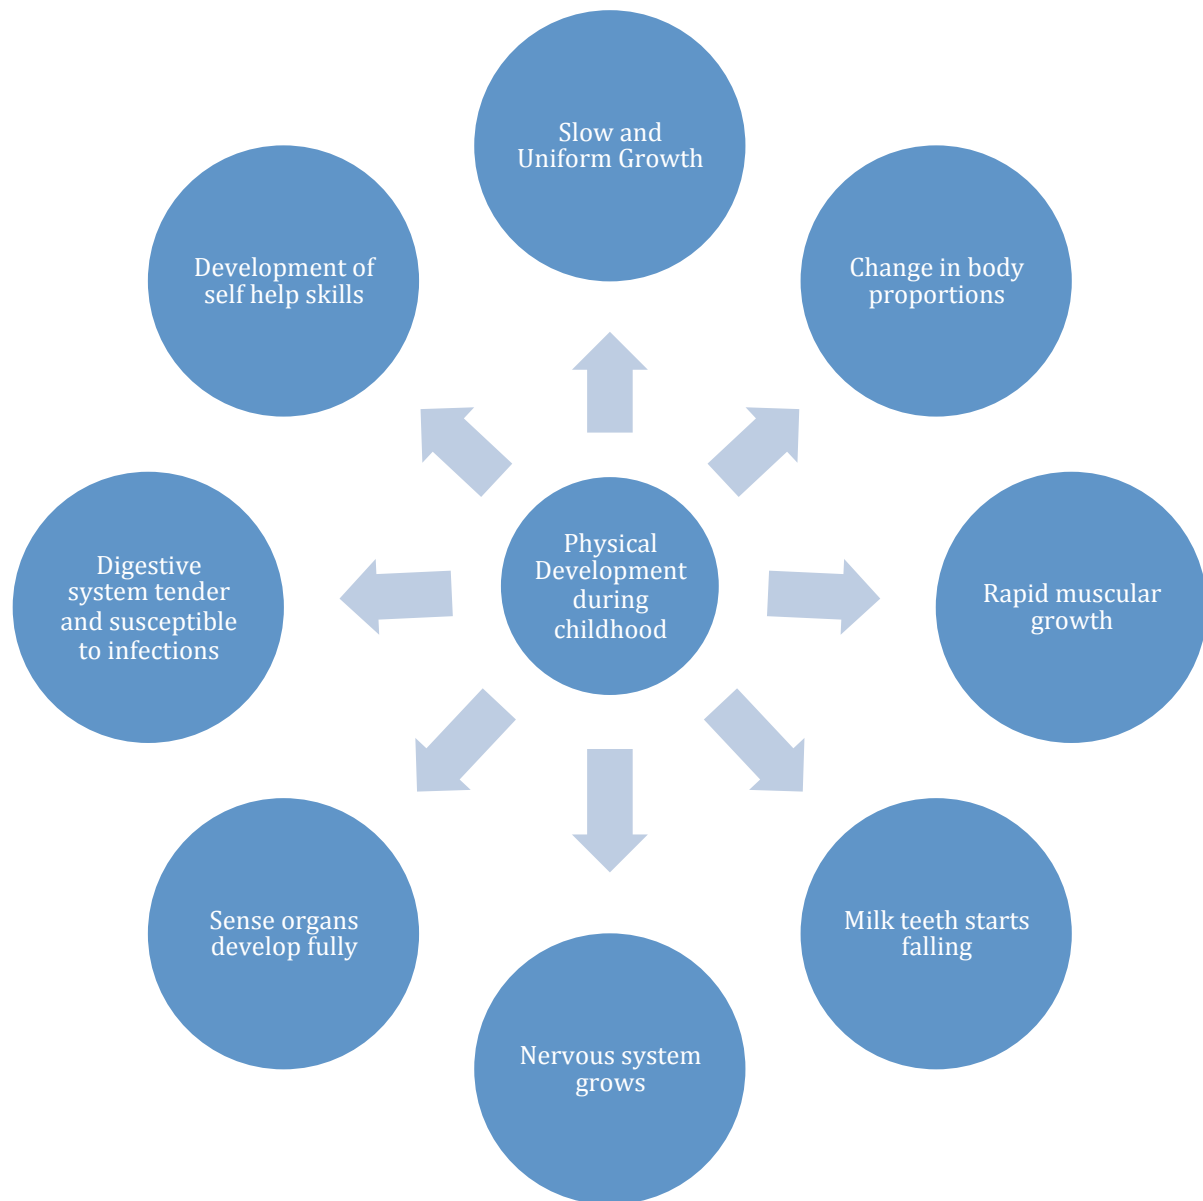 Slow and
Uniform Growth
Change in body
proportions
Rapid muscular
growth
Milk teeth starts
falling
Nervous system
grows
Sense organs
develop fully
Digestive
system tender
and susceptible
to infections
Development of
self help skills
Physical
Development
during
childhood